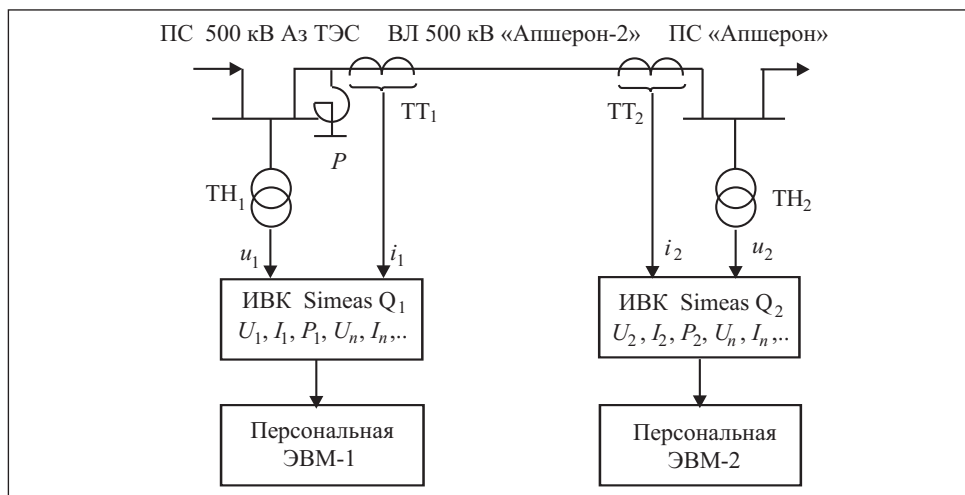 ПС 500 кВ Аз ТЭС
ВЛ 500 кВ «Апшерон-2»
ПС «Апшерон»
ТТ₁
ТТ₂
P
ТН₁
ТН₂
u₁
i₁
i₂
u₂
ИВК Simeas Q₁
U₁, I₁, P₁, Uₙ, Iₙ,..
ИВК Simeas Q₂
U₂, I₂, P₂, Uₙ, Iₙ,..
Персональная
ЭВМ-1
Персональная
ЭВМ-2